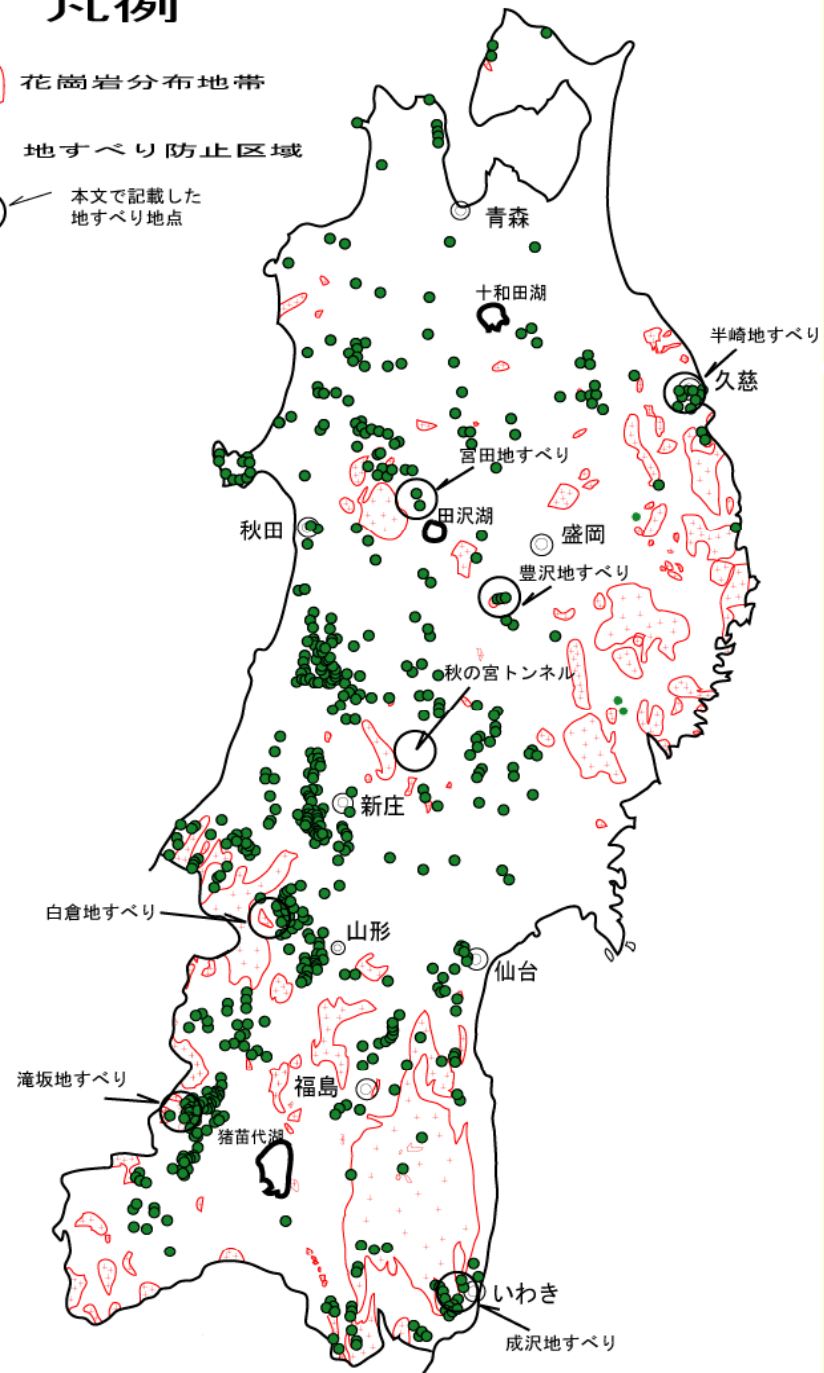 凡例
花崗岩分布地帯
地すべり防止区域
本文で記載した
地すべり地点
青森
十和田湖
半崎地すべり
久慈
宮田地すべり
田沢湖
秋田
盛岡
豊沢地すべり
秋の宮トンネル
新庄
白倉地すべり
山形
仙台
滝坂地すべり
福島
猪苗代湖
いわき
成沢地すべり